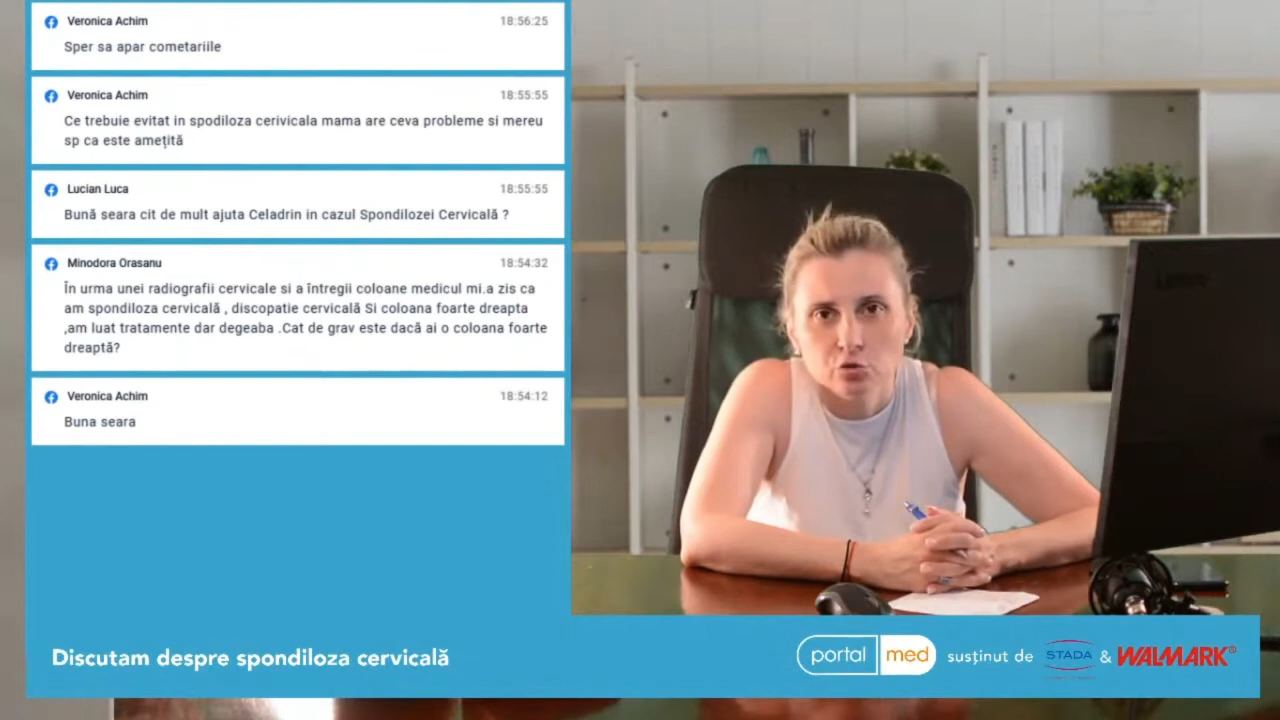 Veronica Achim 18:56:25
Sper sa apar cometariile
Veronica Achim 18:55:55
Ce trebuie evitat in spodiloza cerivicala mama are ceva probleme si mereu
sp ca este amețită
Lucian Luca 18:55:55
Bună seara cit de mult ajuta Celadrin in cazul Spondilozei Cervicală ?
Minodora Orasanu 18:54:32
În urma unei radiografii cervicale si a întregii coloane medicul mi.a zis ca
am spondiloza cervicală , discopatie cervicală Si coloana foarte dreapta
,am luat tratamente dar degeaba .Cat de grav este dacă ai o coloana foarte
dreaptă?
Veronica Achim 18:54:12
Buna seara
Discutam despre spondiloza cervicală
portal med susținut de STADA & WALMARK®